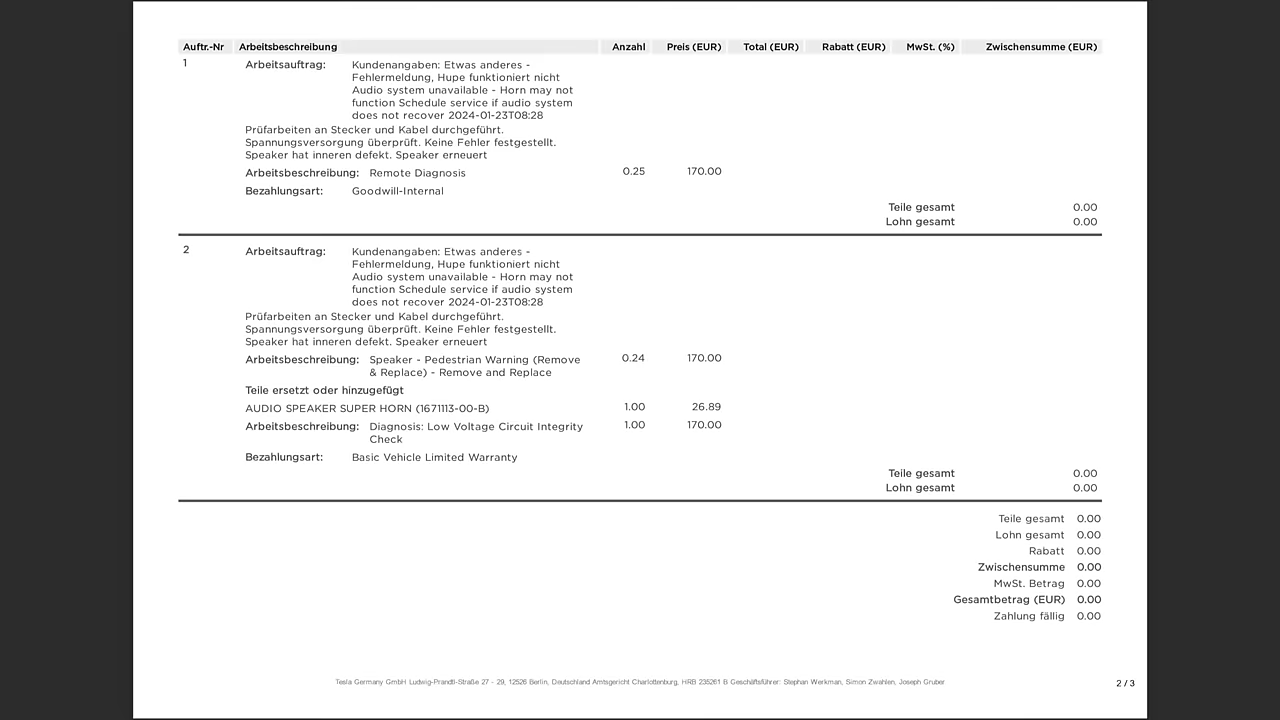 Auftr.-Nr Arbeitsbeschreibung Anzahl Preis (EUR) Total (EUR) Rabatt (EUR) MwSt. (%) Zwischensumme (EUR)
1 Arbeitsauftrag: Kundenangaben: Etwas anderes -
Fehlermeldung, Hupe funktioniert nicht
Audio system unavailable - Horn may not
function Schedule service if audio system
does not recover 2024-01-23T08:28
Prüfarbeiten an Stecker und Kabel durchgeführt.
Spannungsversorgung überprüft. Keine Fehler festgestellt.
Speaker hat inneren defekt. Speaker erneuert
Arbeitsbeschreibung: Remote Diagnosis 0.25 170.00
Bezahlungsart: Goodwill-Internal
Teile gesamt 0.00
Lohn gesamt 0.00
2 Arbeitsauftrag: Kundenangaben: Etwas anderes -
Fehlermeldung, Hupe funktioniert nicht
Audio system unavailable - Horn may not
function Schedule service if audio system
does not recover 2024-01-23T08:28
Prüfarbeiten an Stecker und Kabel durchgeführt.
Spannungsversorgung überprüft. Keine Fehler festgestellt.
Speaker hat inneren defekt. Speaker erneuert
Arbeitsbeschreibung: Speaker - Pedestrian Warning (Remove 0.24 170.00
& Replace) - Remove and Replace
Teile ersetzt oder hinzugefügt
AUDIO SPEAKER SUPER HORN (1671113-00-B) 1.00 26.89
Arbeitsbeschreibung: Diagnosis: Low Voltage Circuit Integrity 1.00 170.00
Check
Bezahlungsart: Basic Vehicle Limited Warranty
Teile gesamt 0.00
Lohn gesamt 0.00
Teile gesamt 0.00
Lohn gesamt 0.00
Rabatt 0.00
Zwischensumme 0.00
MwSt. Betrag 0.00
Gesamtbetrag (EUR) 0.00
Zahlung fällig 0.00
Tesla Germany GmbH Ludwig-Prandtl-Straße 27 - 29, 12526 Berlin, Deutschland Amtsgericht Charlottenburg, HRB 235261 B Geschäftsführer: Stephan Werkman, Simon Zwahlen, Joseph Gruber
2 / 3